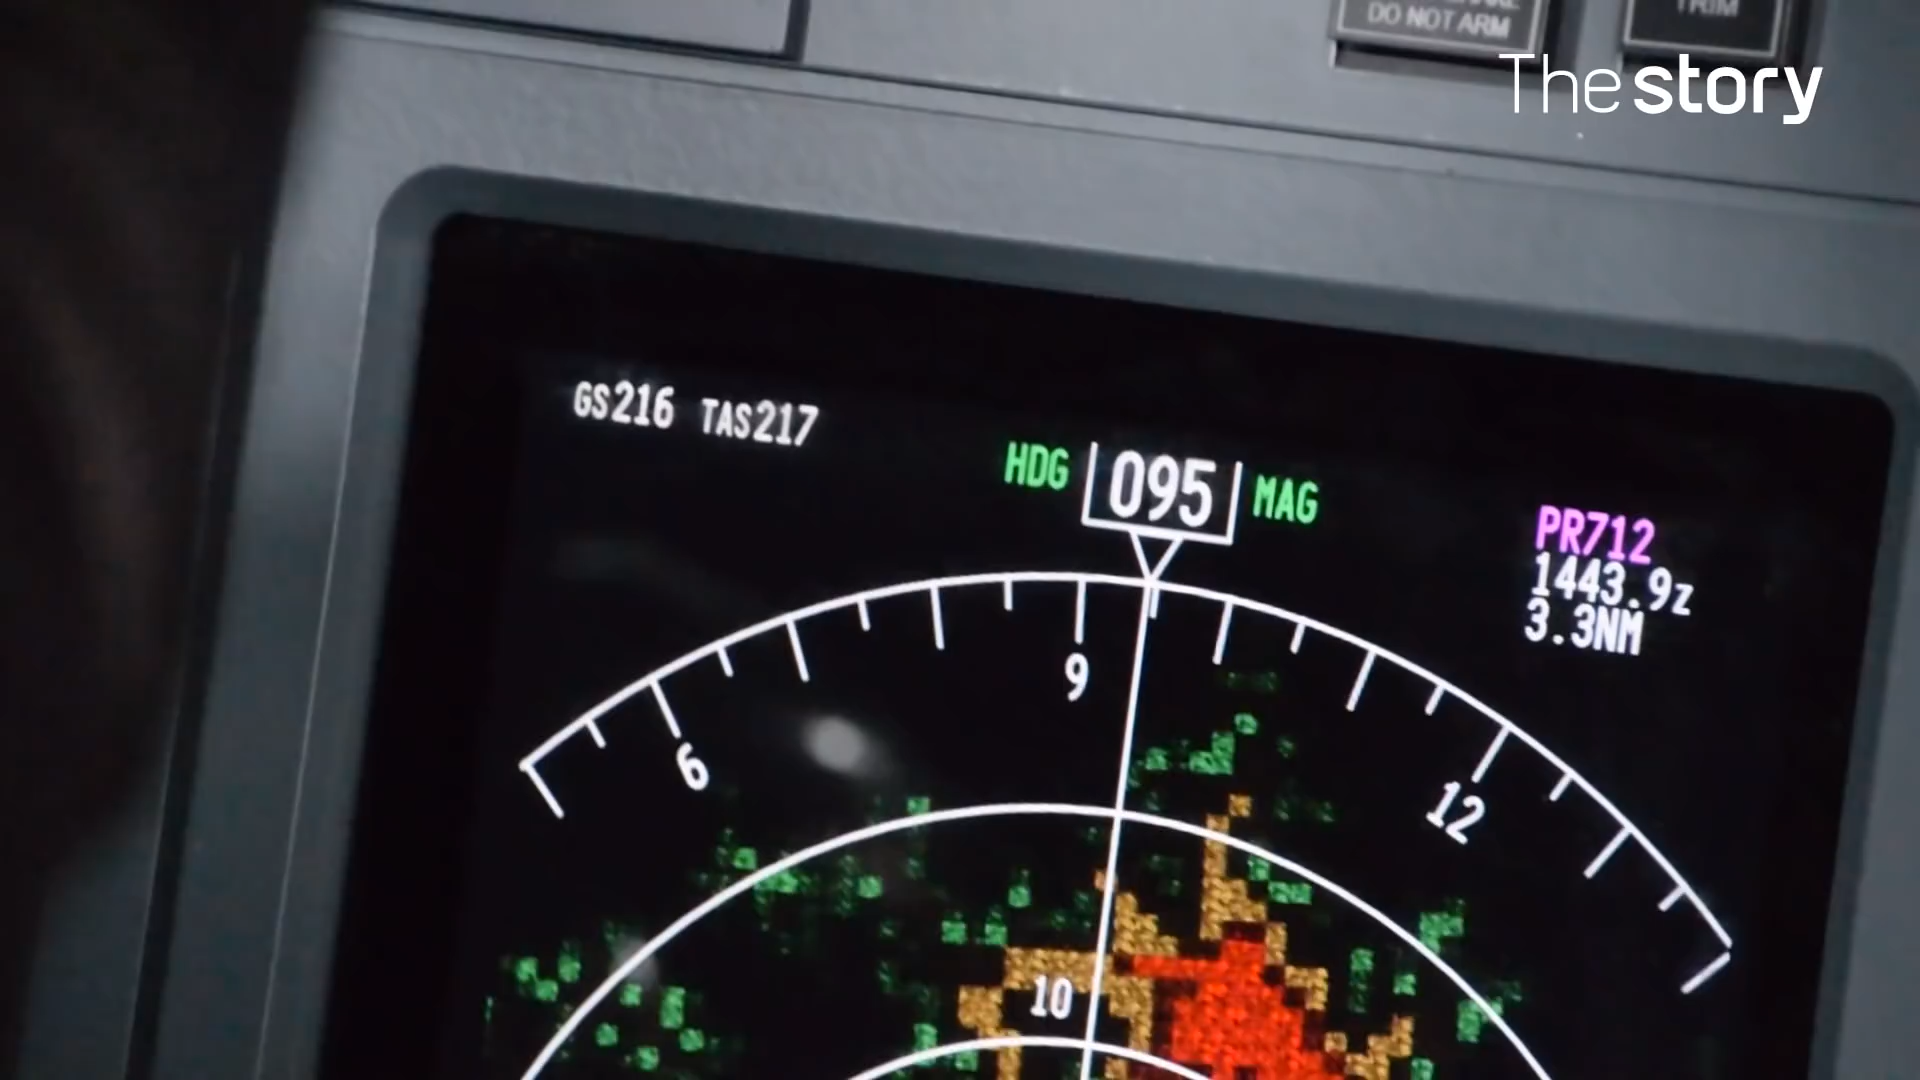 DO NOT ARM
TRIM
The story
GS216 TAS217
HDG 095 MAG
PR712
1443.9z
3.3NM
9
6
12
10